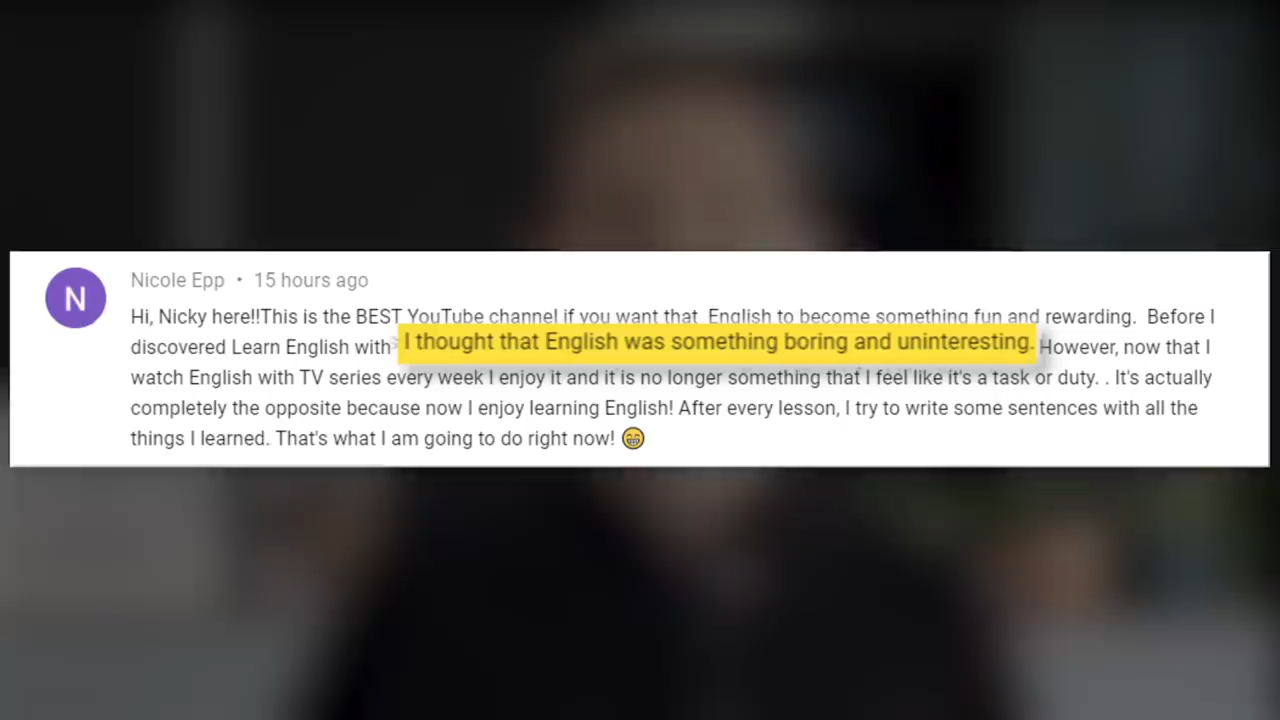 N
Nicole Epp • 15 hours ago
Hi, Nicky here!!This is the BEST YouTube channel if you want that English to become something fun and rewarding. Before I
discovered Learn English with I thought that English was something boring and uninteresting. However, now that I
watch English with TV series every week I enjoy it and it is no longer something that I feel like it's a task or duty. . It's actually
completely the opposite because now I enjoy learning English! After every lesson, I try to write some sentences with all the
things I learned. That's what I am going to do right now! 😁